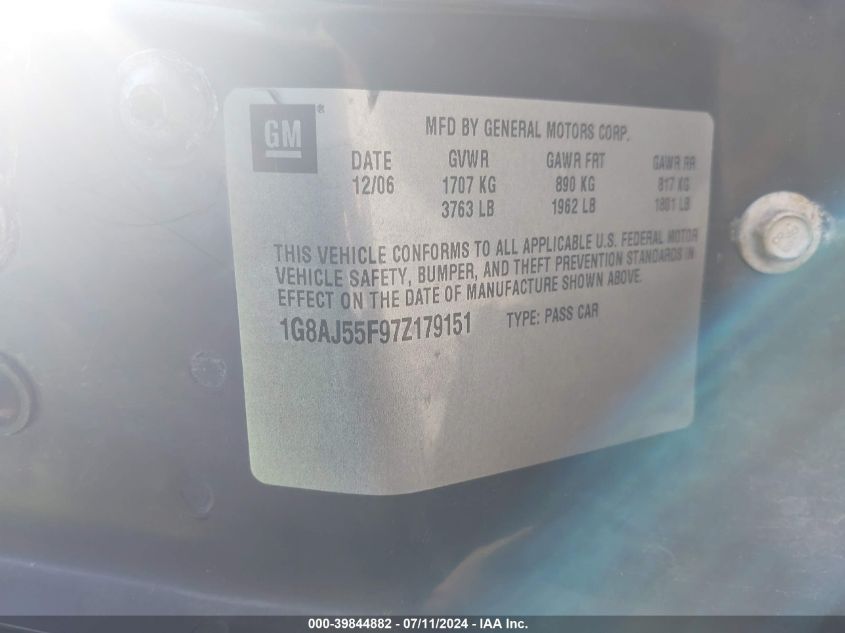 GM®
MFD BY GENERAL MOTORS CORP.
DATE GVWR GAWR FRT GAWR RR
12/06 1707 KG 890 KG 817 KG
3763 LB 1962 LB 1801 LB
THIS VEHICLE CONFORMS TO ALL APPLICABLE U.S. FEDERAL MOTOR
VEHICLE SAFETY, BUMPER, AND THEFT PREVENTION STANDARDS IN
EFFECT ON THE DATE OF MANUFACTURE SHOWN ABOVE.
1G8AJ55F97Z179151 TYPE: PASS CAR
000-39844882 - 07/11/2024 - IAA Inc.